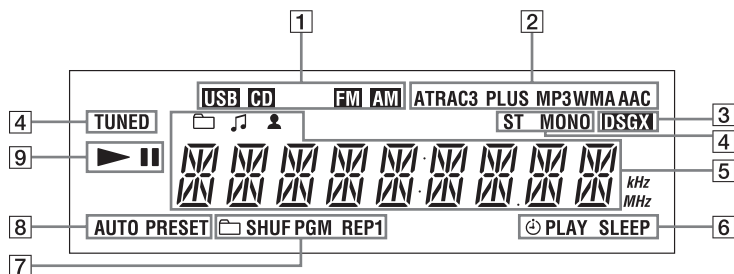 1 2
USB CD FM AM ATRAC3 PLUS MP3 WMA AAC
4 TUNED ST MONO DSGX 3
4
9 5
kHz
MHz
8 AUTO PRESET SHUF PGM REP1 PLAY SLEEP 6
7